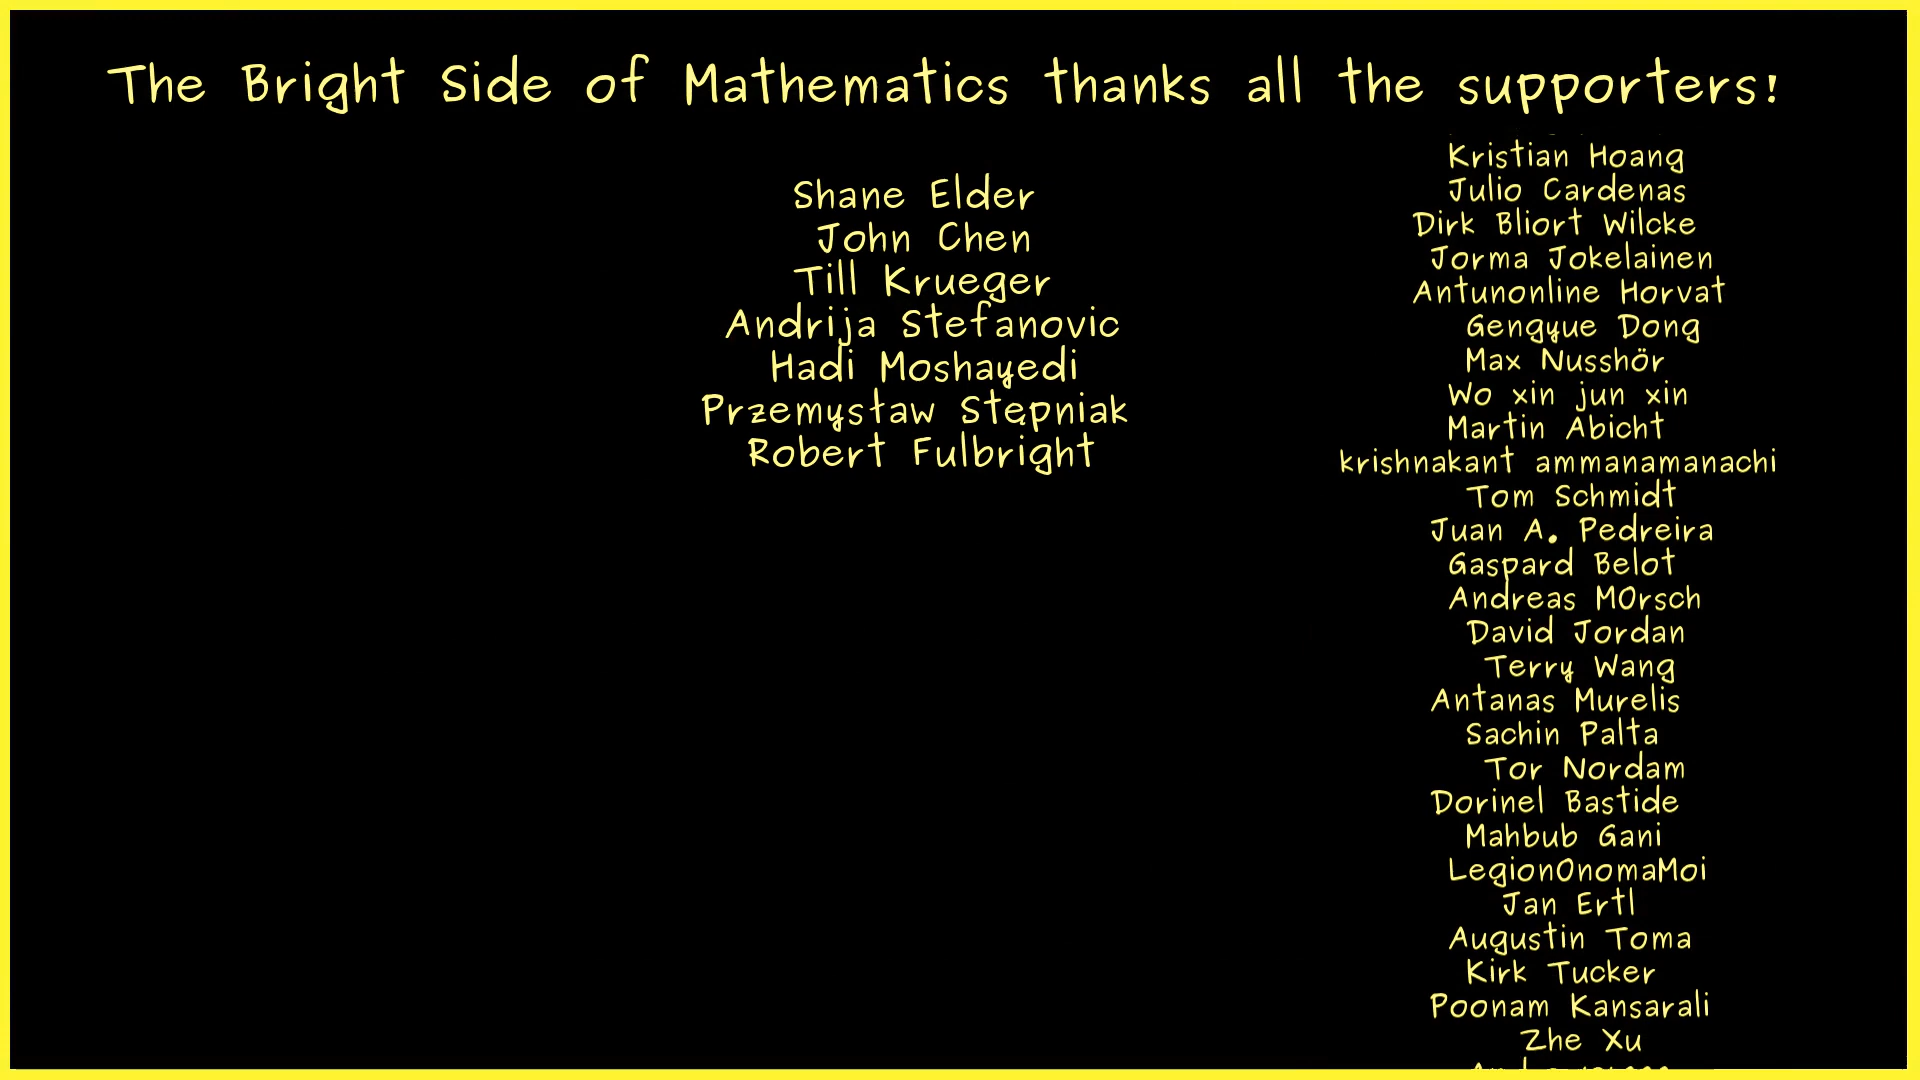 The Bright Side of Mathematics thanks all the supporters!
Shane Elder
John Chen
Till Krueger
Andrija Stefanovic
Hadi Moshayedi
Przemysław Stępniak
Robert Fulbright
Kristian Hoang
Julio Cardenas
Dirk Bliort Wilcke
Jorma Jokelainen
Antunonline Horvat
Gengyue Dong
Max Nusshör
Wo xin jun xin
Martin Abicht
krishnakant ammanamanachi
Tom Schmidt
Juan A. Pedreira
Gaspard Belot
Andreas MOrsch
David Jordan
Terry Wang
Antanas Murelis
Sachin Palta
Tor Nordam
Dorinel Bastide
Mahbub Gani
LegionOnomaMoi
Jan Ertl
Augustin Toma
Kirk Tucker
Poonam Kansarali
Zhe Xu